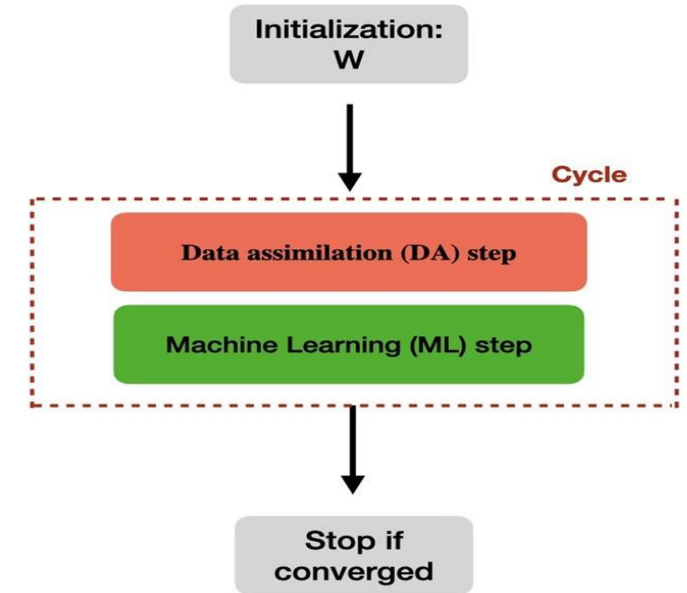 Initialization:
W
Cycle
Data assimilation (DA) step
Machine Learning (ML) step
Stop if
converged